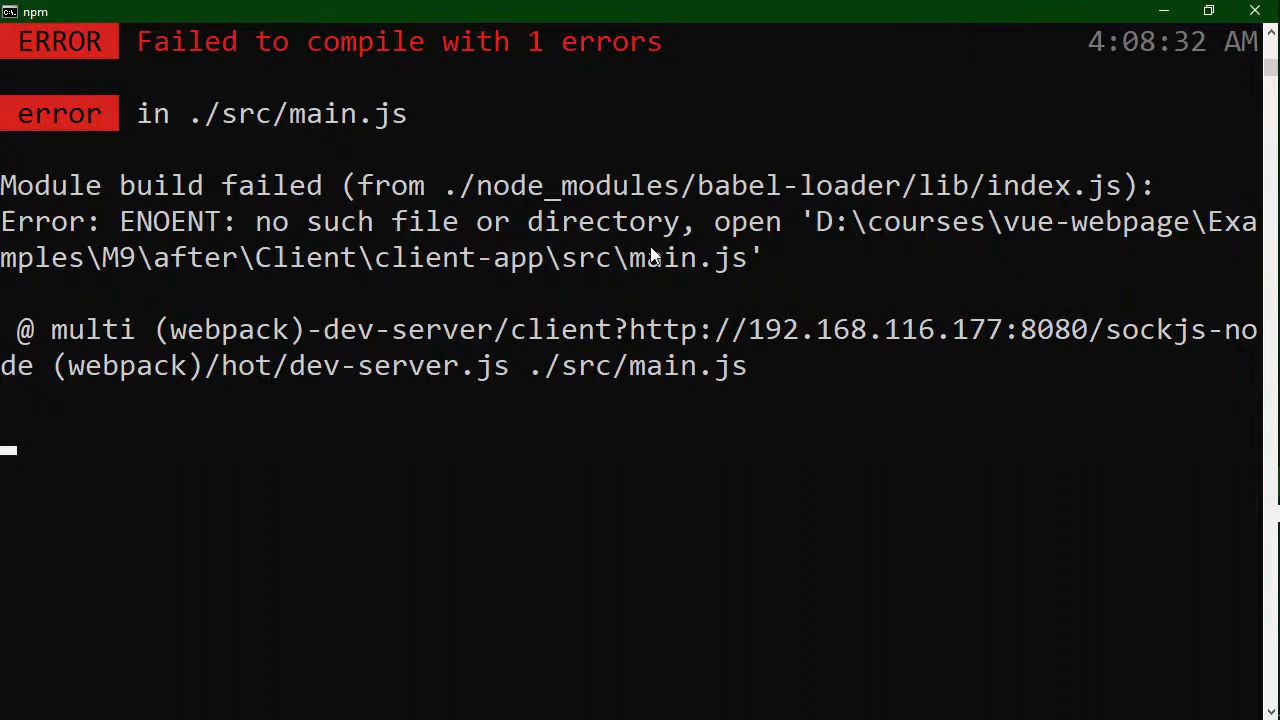 npm
ERROR Failed to compile with 1 errors 4:08:32 AM
error in ./src/main.js
Module build failed (from ./node_modules/babel-loader/lib/index.js):
Error: ENOENT: no such file or directory, open 'D:\courses\vue-webpage\Exa
mples\M9\after\Client\client-app\src\main.js'
@ multi (webpack)-dev-server/client?http://192.168.116.177:8080/sockjs-no
de (webpack)/hot/dev-server.js ./src/main.js